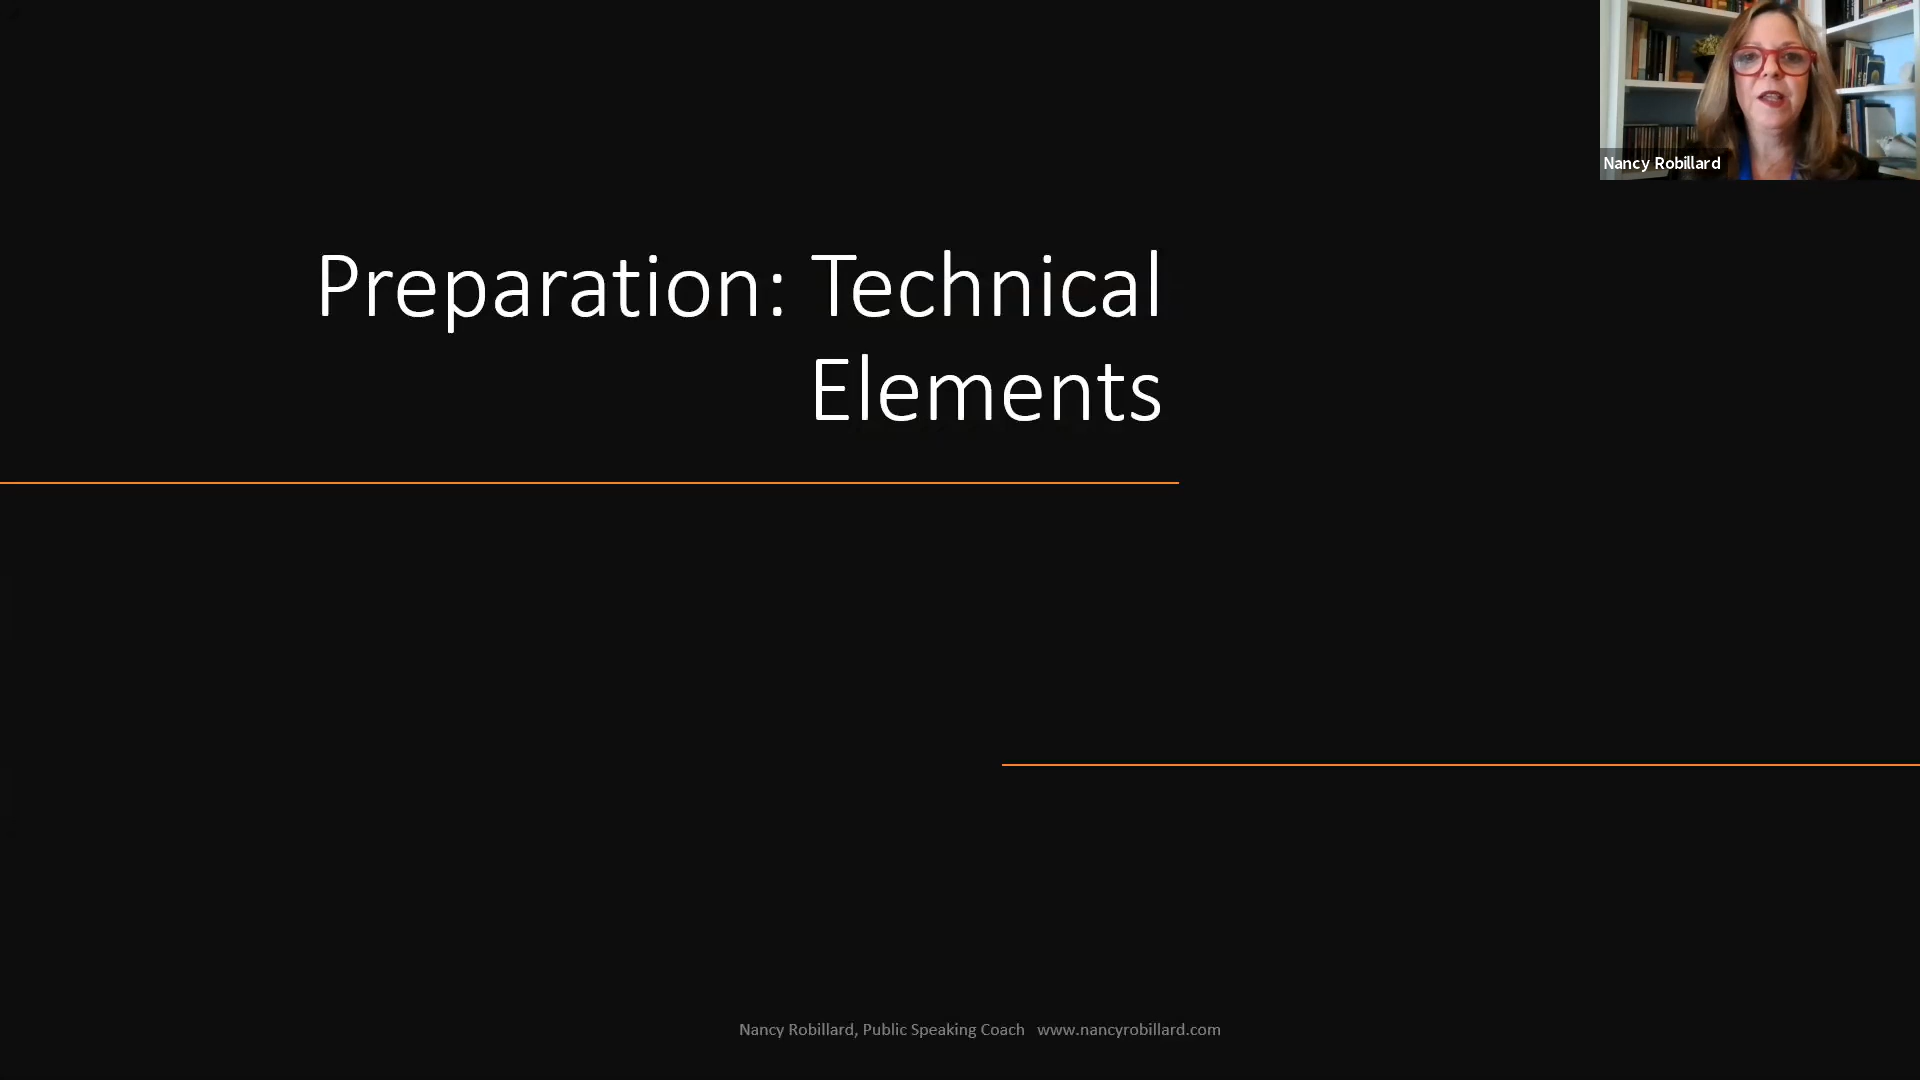 Nancy Robillard
Preparation: Technical
Elements
Nancy Robillard, Public Speaking Coach www.nancyrobillard.com